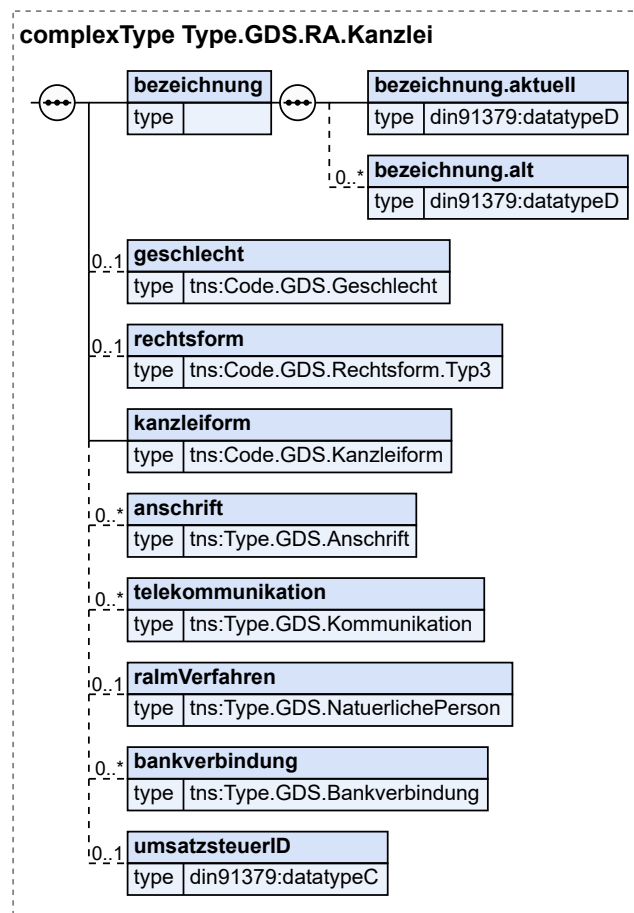 complexType Type.GDS.RA.Kanzlei
bezeichnung
type
bezeichnung.aktuell
type din91379:datatypeD
0..*
bezeichnung.alt
type din91379:datatypeD
0..1
geschlecht
type tns:Code.GDS.Geschlecht
0..1
rechtsform
type tns:Code.GDS.Rechtsform.Typ3
kanzleiform
type tns:Code.GDS.Kanzleiform
0..*
anschrift
type tns:Type.GDS.Anschrift
0..*
telekommunikation
type tns:Type.GDS.Kommunikation
0..1
raImVerfahren
type tns:Type.GDS.NatuerlichePerson
0..*
bankverbindung
type tns:Type.GDS.Bankverbindung
0..1
umsatzsteuerID
type din91379:datatypeC